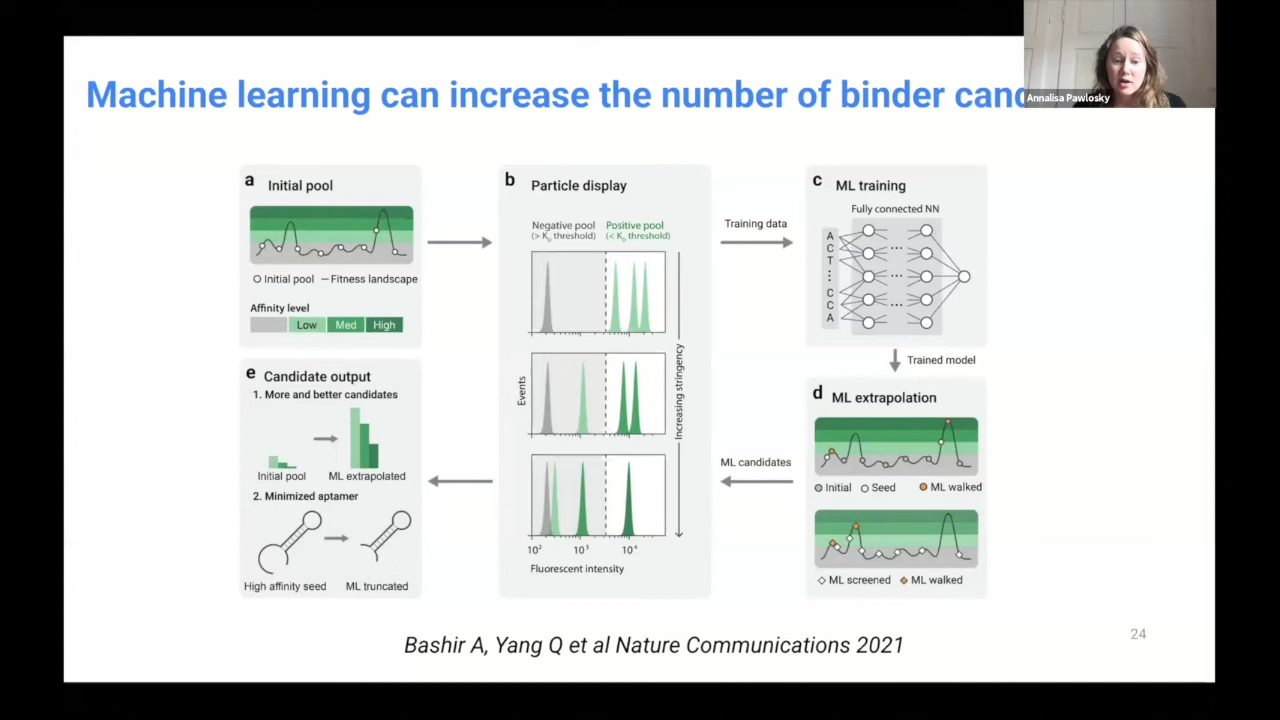 Machine learning can increase the number of binder cand
Annalisa Pawlosky
a Initial pool
Initial pool
Fitness landscape
Affinity level
Low Med High
b Particle display
Negative pool
(> KD threshold)
Positive pool
(< KD threshold)
Events
Increasing stringency
10² 10³ 10⁴
Fluorescent intensity
Training data
c ML training
Fully connected NN
A
C
T
⋮
C
C
A
Trained model
d ML extrapolation
Initial Seed ML walked
ML screened ML walked
ML candidates
e Candidate output
1. More and better candidates
Initial pool ML extrapolated
2. Minimized aptamer
High affinity seed ML truncated
Bashir A, Yang Q et al Nature Communications 2021
24